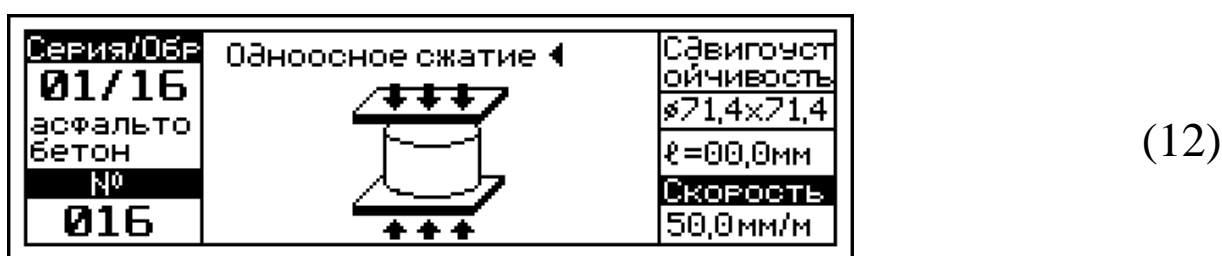 Серия/Обр
01/16
асфальто
бетон
№
016
Одноосное сжатие
Сдвигоуст
ойчивость
ø71,4x71,4
ℓ=00,0мм
Скорость
50,0мм/м
(12)